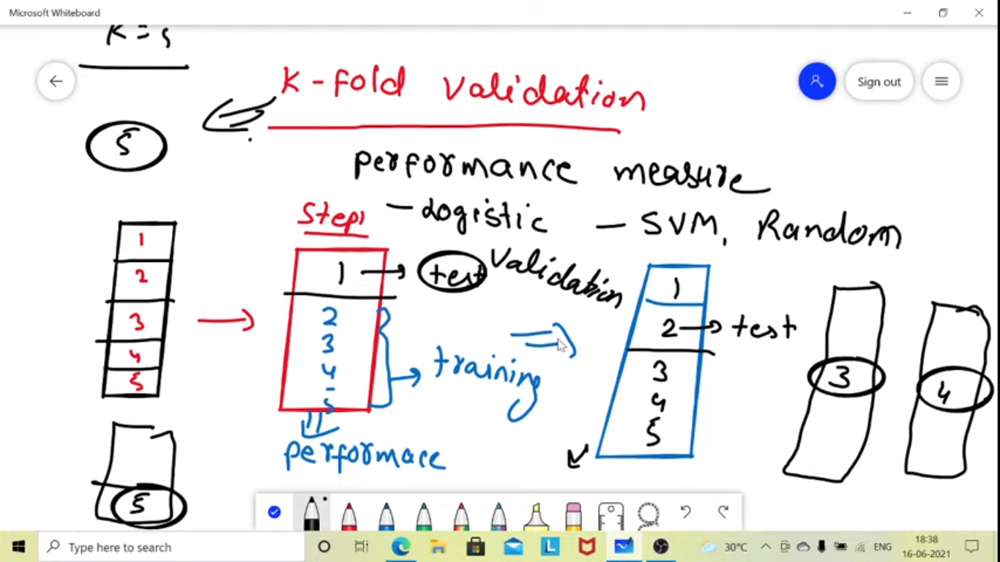 Microsoft Whiteboard
K = 5
K-fold validation
Sign out
5
performance measure
Step1
- Logistic - SVM, Random
1
2
3
4
5
1 → test validation
2
3
4
5
training
performace
1
2 → test
3
4
5
3
4
5
Type here to search
30°C
ENG
18:38
16-06-2021